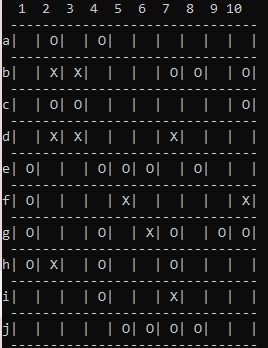 1  2  3  4  5  6  7  8  9 10
 -------------------------------
a|  | O|  | O|  |  |  |  |  |  |
 -------------------------------
b|  | X| X|  |  |  | O| O|  | O|
 -------------------------------
c|  | O| O|  |  |  |  |  |  | O|
 -------------------------------
d|  | X| X|  |  |  | X|  |  |  |
 -------------------------------
e| O|  |  | O| O| O|  | O|  |  |
 -------------------------------
f| O|  |  |  | X|  |  |  |  | X|
 -------------------------------
g| O|  |  | O|  | X| O|  | O| O|
 -------------------------------
h| O| X|  | O|  |  | O|  |  |  |
 -------------------------------
i|  |  |  | O|  |  | X|  |  |  |
 -------------------------------
j|  |  |  |  | O| O| O| O|  |  |
 -------------------------------